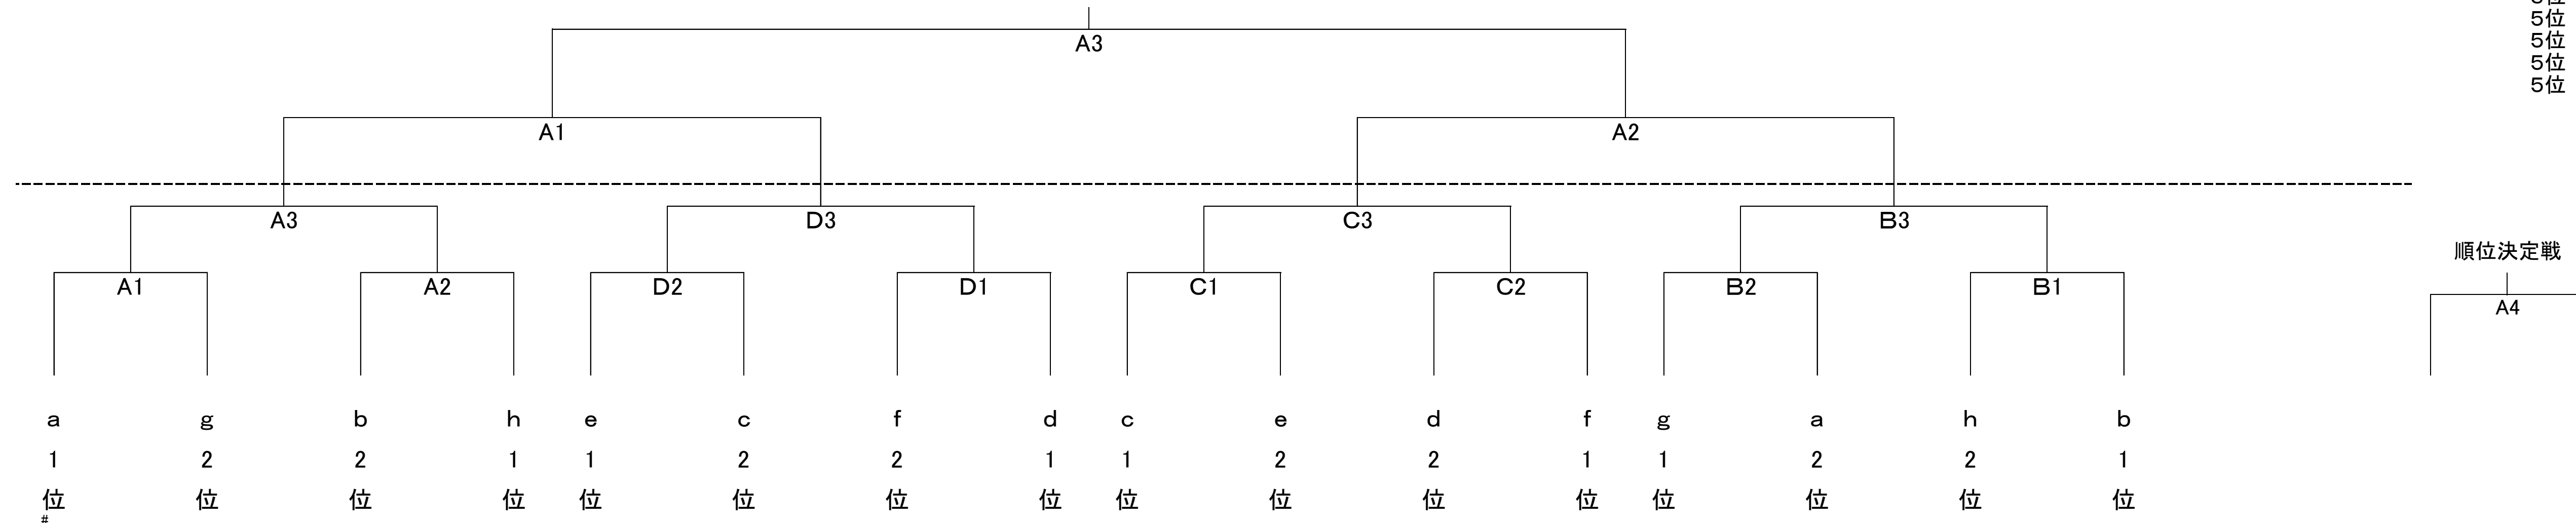 5位
A3
5位
5位
5位
A1 A2
A3 D3 C3 B3
順位決定戦
A1 A2 D2 D1 C1 C2 B2 B1
A4
a g b h e c f d c e d f g a h b
1 2 2 1 1 2 2 1 1 2 2 1 1 2 2 1
位 位 位 位 位 位 位 位 位 位 位 位 位 位 位 位
#